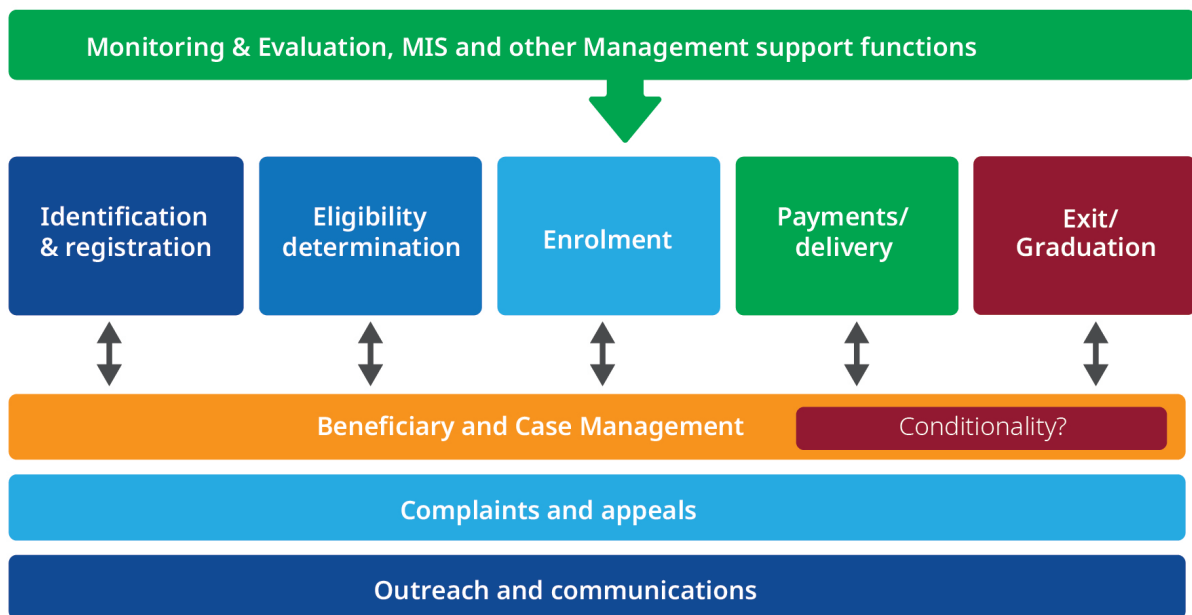 Monitoring & Evaluation, MIS and other Management support functions
Identification
& registration
Eligibility
determination
Enrolment
Payments/
delivery
Exit/
Graduation
Beneficiary and Case Management
Conditionality?
Complaints and appeals
Outreach and communications